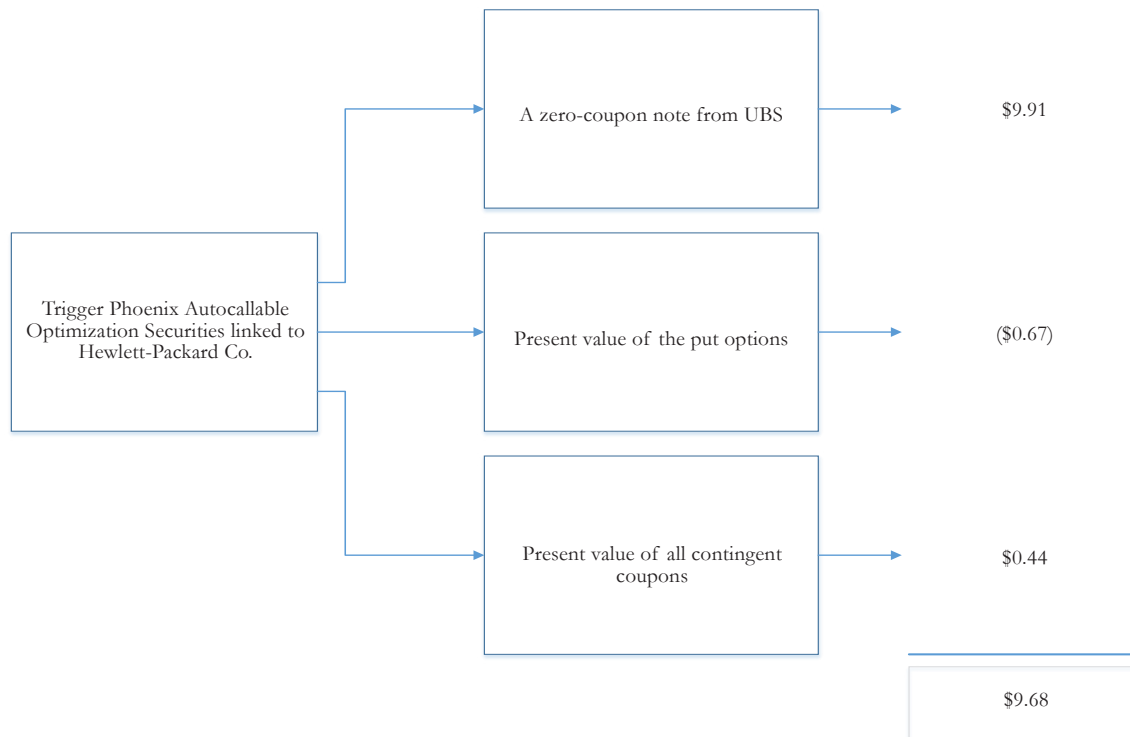 A zero-coupon note from UBS
$9.91
Trigger Phoenix Autocallable
Optimization Securities linked to
Hewlett-Packard Co.
Present value of the put options
($0.67)
Present value of all contingent
coupons
$0.44
$9.68